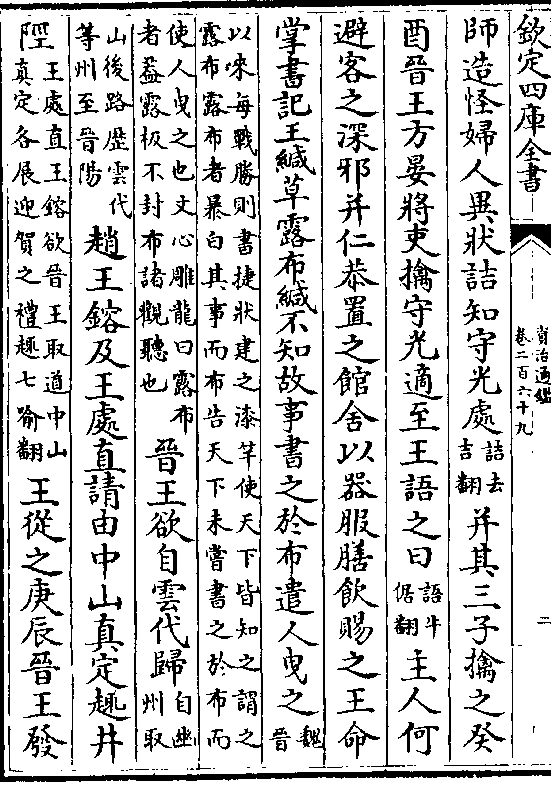 欽定四庫全書
資治通鑑
卷二百六十九
二
師造怪婦人異狀詰知守光處
詰去
吉翻
并其三子擒之癸
酉晉王方宴將吏擒守光適至王語之曰
語牛
倨翻
主人何
避客之深邪并仁恭置之館舍以器服膳飲賜之王命
掌書記王緘草露布緘不知故事書之於布遣人曳之
魏
晉
以來每戰勝則書捷狀建之漆竿使天下皆知之謂之
露布露布者暴白其事而布告天下未嘗書之於布而
使人曳之也文心雕龍曰露布
者蓋露板不封布諸觀聽也
晉王欲自雲代歸
自幽
州取
山後路歷雲代
等州至晉陽
趙王鎔及王處直請由中山真定趣井
陘
王處直王鎔欲晉王取道中山
真定各展迎賀之禮趣七喻翻
王從之庚辰晉王發